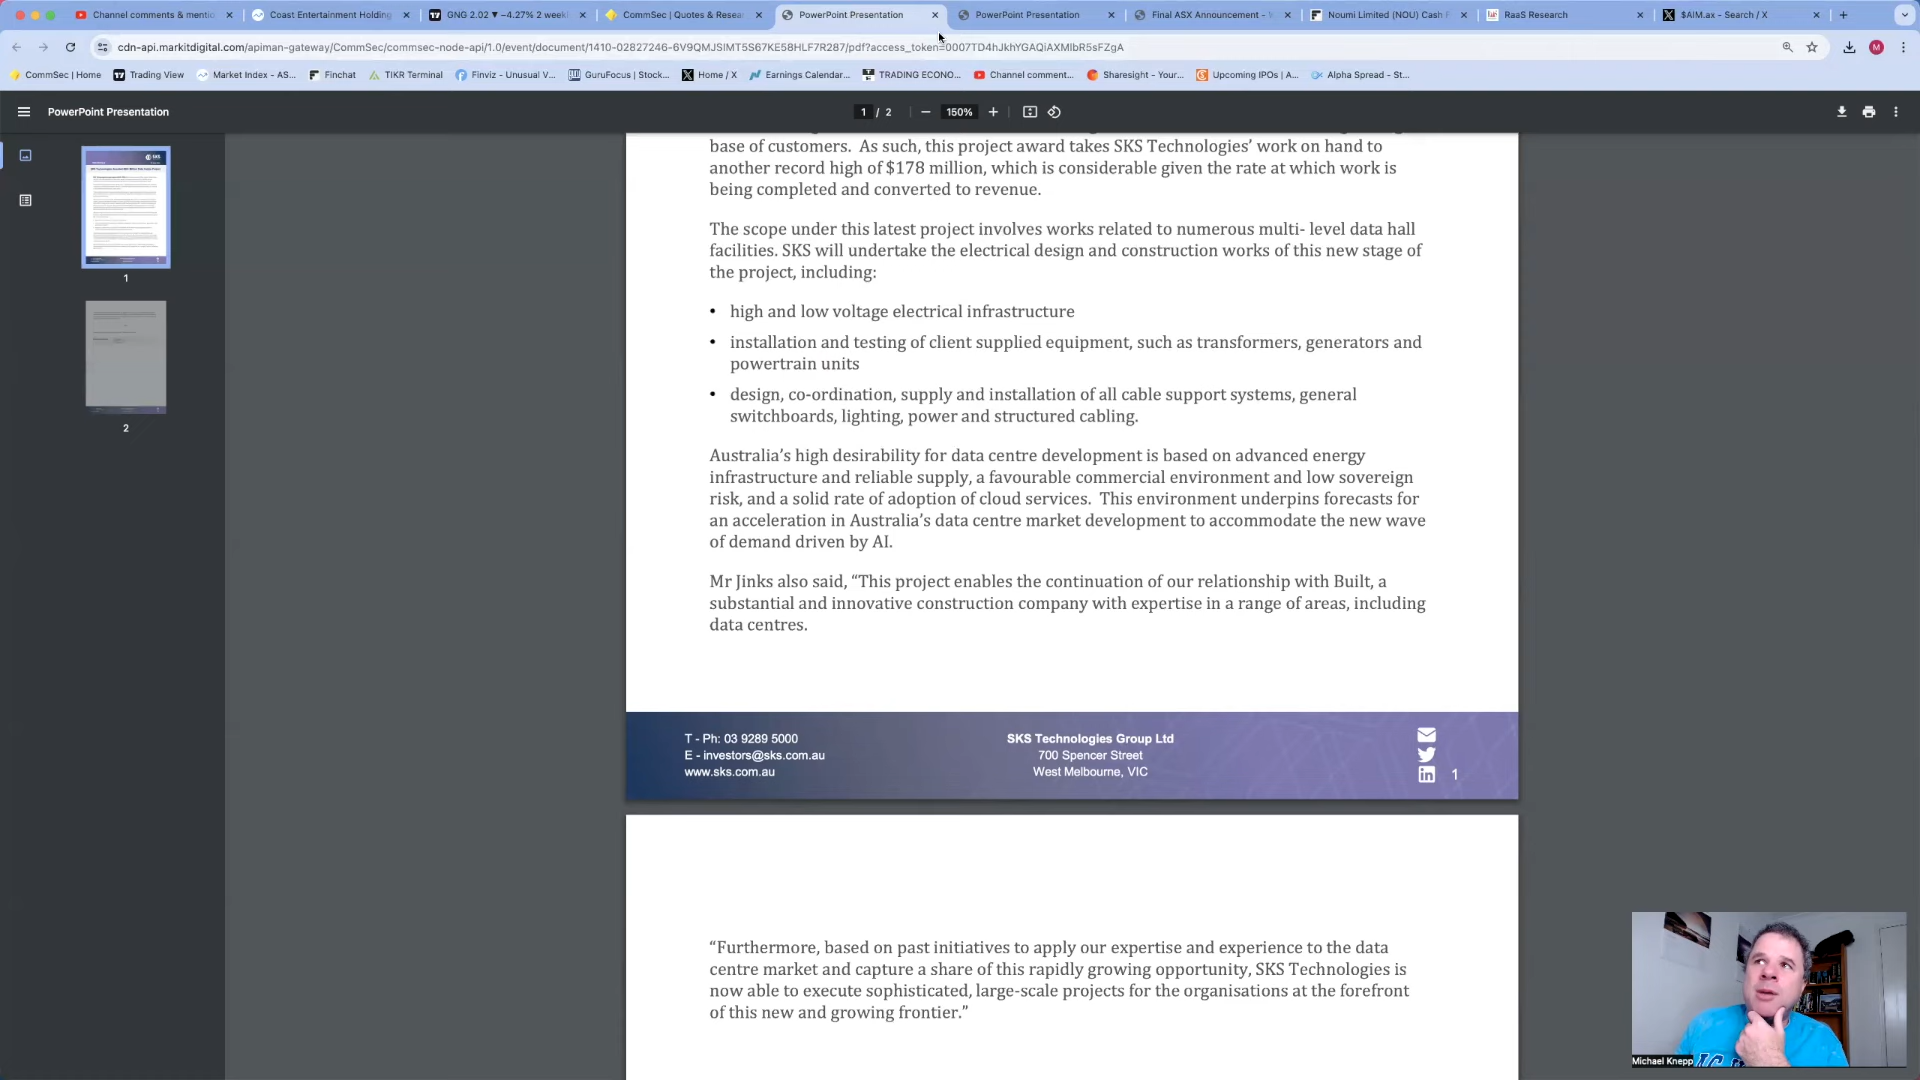 Channel comments & mentio
Coast Entertainment Holding
GNG 2.02 ▼ −4.27% 2 weekl
CommSec | Quotes & Resear
PowerPoint Presentation
PowerPoint Presentation
Final ASX Announcement -
Noumi Limited (NOU) Cash F
RaaS Research
$AIM.ax - Search / X
cdn-api.markitdigital.com/apiman-gateway/CommSec/commsec-node-api/1.0/event/document/1410-02827246-6V9QMJSIMT5S67KE58HLF7R287/pdf?access_token=0007TD4hJkhYGAQiAXMIbR5sFZgA
M
CommSec | Home
Trading View
Market Index - AS...
Finchat
TIKR Terminal
Finviz - Unusual V...
GuruFocus | Stock...
Home / X
Earnings Calendar...
TRADING ECONO...
Channel comment...
Sharesight - Your...
Upcoming IPOs | A...
Alpha Spread - St...
PowerPoint Presentation
1 / 2
150%
base of customers. As such, this project award takes SKS Technologies’ work on hand to
another record high of $178 million, which is considerable given the rate at which work is
being completed and converted to revenue.
The scope under this latest project involves works related to numerous multi- level data hall
facilities. SKS will undertake the electrical design and construction works of this new stage of
the project, including:
• high and low voltage electrical infrastructure
• installation and testing of client supplied equipment, such as transformers, generators and
powertrain units
• design, co-ordination, supply and installation of all cable support systems, general
switchboards, lighting, power and structured cabling.
Australia’s high desirability for data centre development is based on advanced energy
infrastructure and reliable supply, a favourable commercial environment and low sovereign
risk, and a solid rate of adoption of cloud services. This environment underpins forecasts for
an acceleration in Australia’s data centre market development to accommodate the new wave
of demand driven by AI.
Mr Jinks also said, “This project enables the continuation of our relationship with Built, a
substantial and innovative construction company with expertise in a range of areas, including
data centres.
T - Ph: 03 9289 5000
E - investors@sks.com.au
www.sks.com.au
SKS Technologies Group Ltd
700 Spencer Street
West Melbourne, VIC
1
“Furthermore, based on past initiatives to apply our expertise and experience to the data
centre market and capture a share of this rapidly growing opportunity, SKS Technologies is
now able to execute sophisticated, large-scale projects for the organisations at the forefront
of this new and growing frontier.”
1
2
Michael Knepp